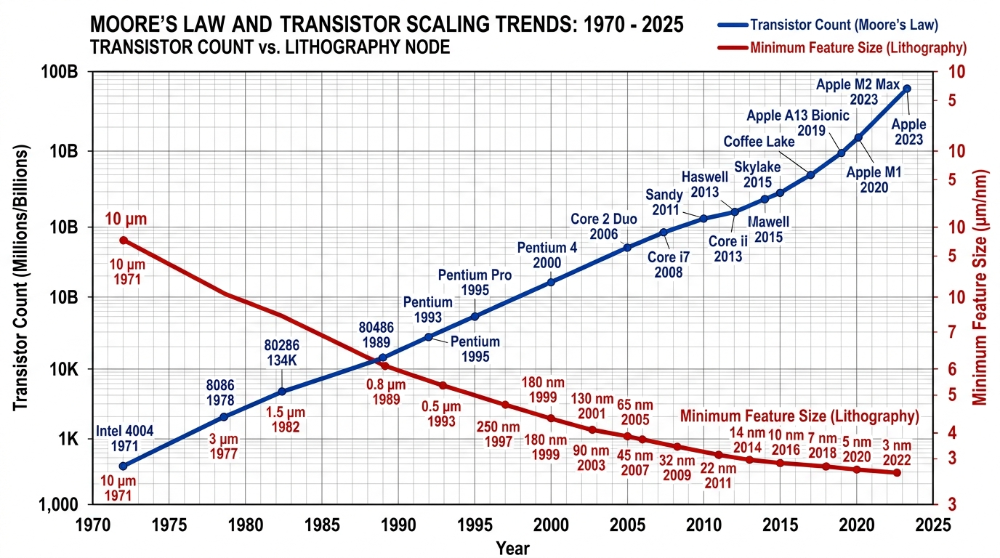 MOORE'S LAW AND TRANSISTOR SCALING TRENDS: 1970 - 2025
TRANSISTOR COUNT vs. LITHOGRAPHY NODE
Transistor Count (Moore's Law)
Minimum Feature Size (Lithography)
Transistor Count (Millions/Billions)
100B
10B
10B
10B
10K
1K
1,000
10
5
10
5
10
5
10
7
6
5
4
3
3
Minimum Feature Size (µm/nm)
10 µm
10 µm
1971
Intel 4004
1971
10 µm
1971
8086
1978
3 µm
1977
80286
134K
1.5 µm
1982
80486
1989
0.8 µm
1989
Pentium
1993
Pentium
1995
0.5 µm
1993
Pentium Pro
1995
250 nm
1997
Pentium 4
2000
180 nm
1999
180 nm
1999
130 nm
2001
90 nm
2003
Core 2 Duo
2006
65 nm
2005
45 nm
2007
Core i7
2008
32 nm
2009
Sandy
2011
22 nm
2011
Haswell
2013
Core ii
2013
Skylake
2015
Mawell
2015
Coffee Lake
Apple A13 Bionic
2019
Apple M1
2020
Apple M2 Max
2023
Apple
2023
Minimum Feature Size (Lithography)
14 nm
2014
10 nm
2016
7 nm
2018
5 nm
2020
3 nm
2022
1970
1975
1980
1985
1990
1995
2000
2005
2010
2015
2020
2025
Year